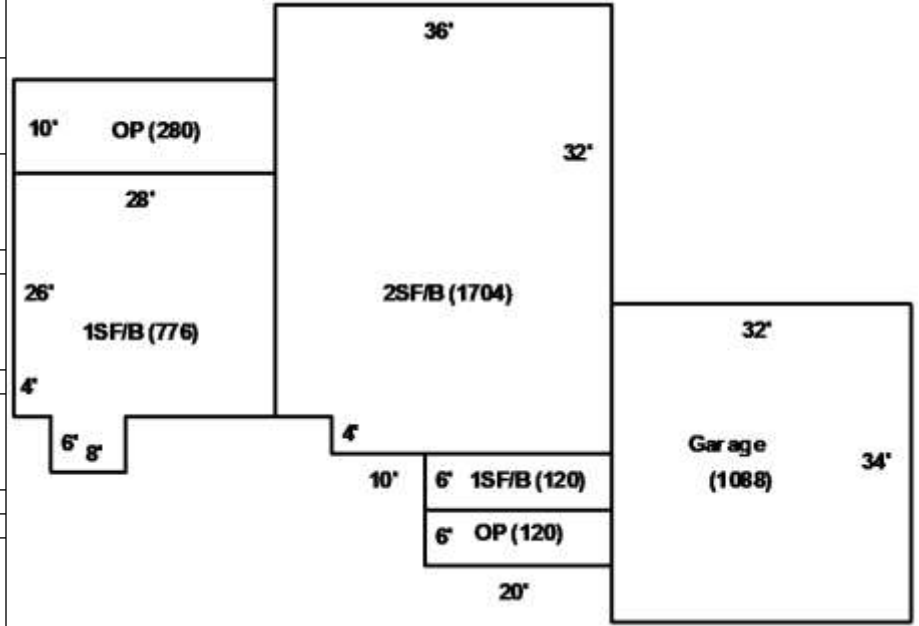 36'
10' OP (280)
32'
28'
26'
2SF/B (1704)
1SF/B (776)
32'
4'
4'
6' 8'
Garage
(1088)
34'
10'
6' 1SF/B (120)
6' OP (120)
20'